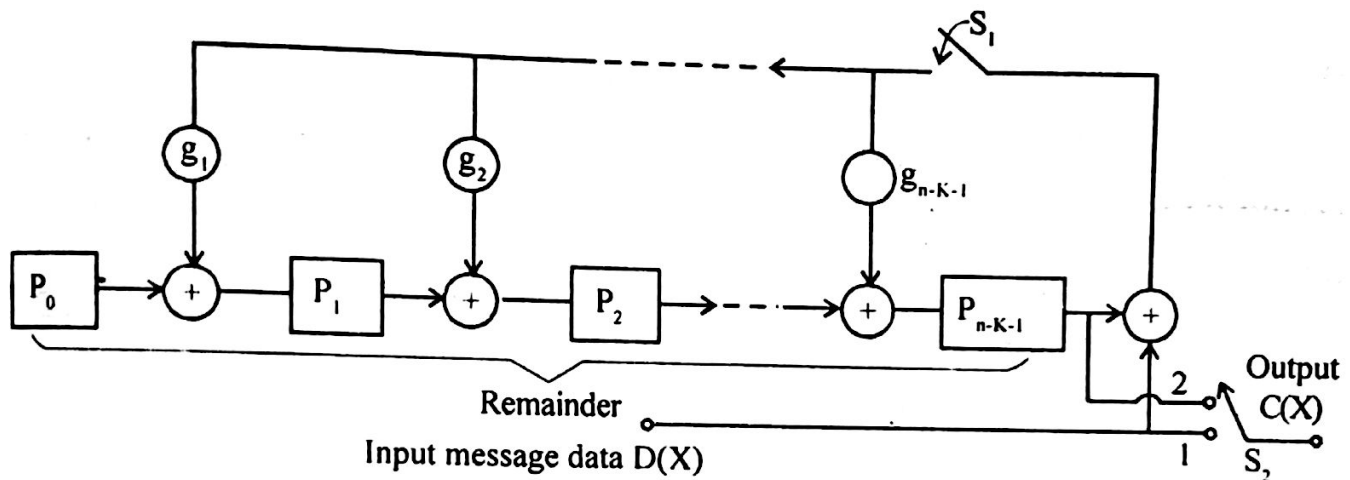 S₁
g₁
g₂
gₙ₋K₋₁
P₀ + P₁ + P₂ + Pₙ₋K₋₁ +
Remainder
2 Output
C(X)
Input message data D(X)
1 S₂